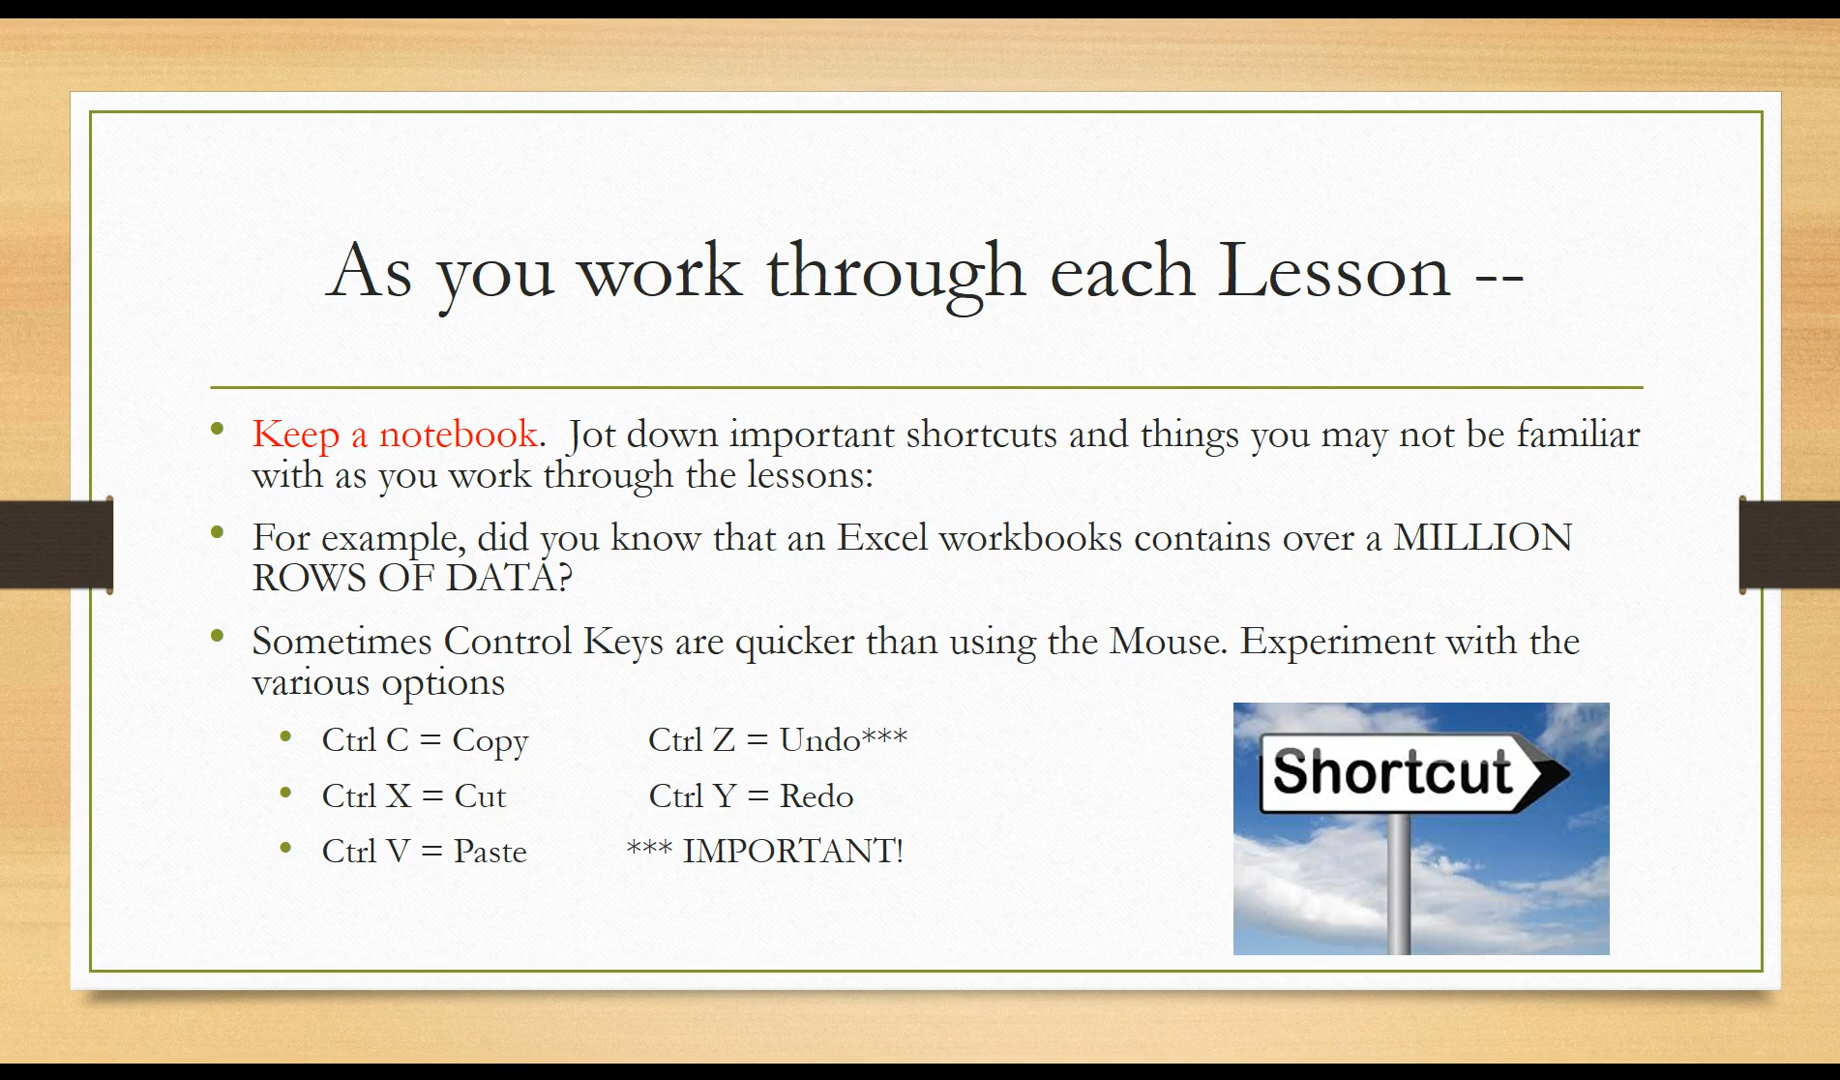 As you work through each Lesson --
Keep a notebook.  Jot down important shortcuts and things you may not be familiar
with as you work through the lessons:
For example, did you know that an Excel workbooks contains over a MILLION
ROWS OF DATA?
Sometimes Control Keys are quicker than using the Mouse. Experiment with the
various options
Ctrl C = Copy Ctrl Z = Undo***
Ctrl X = Cut Ctrl Y = Redo
Ctrl V = Paste *** IMPORTANT!
Shortcut